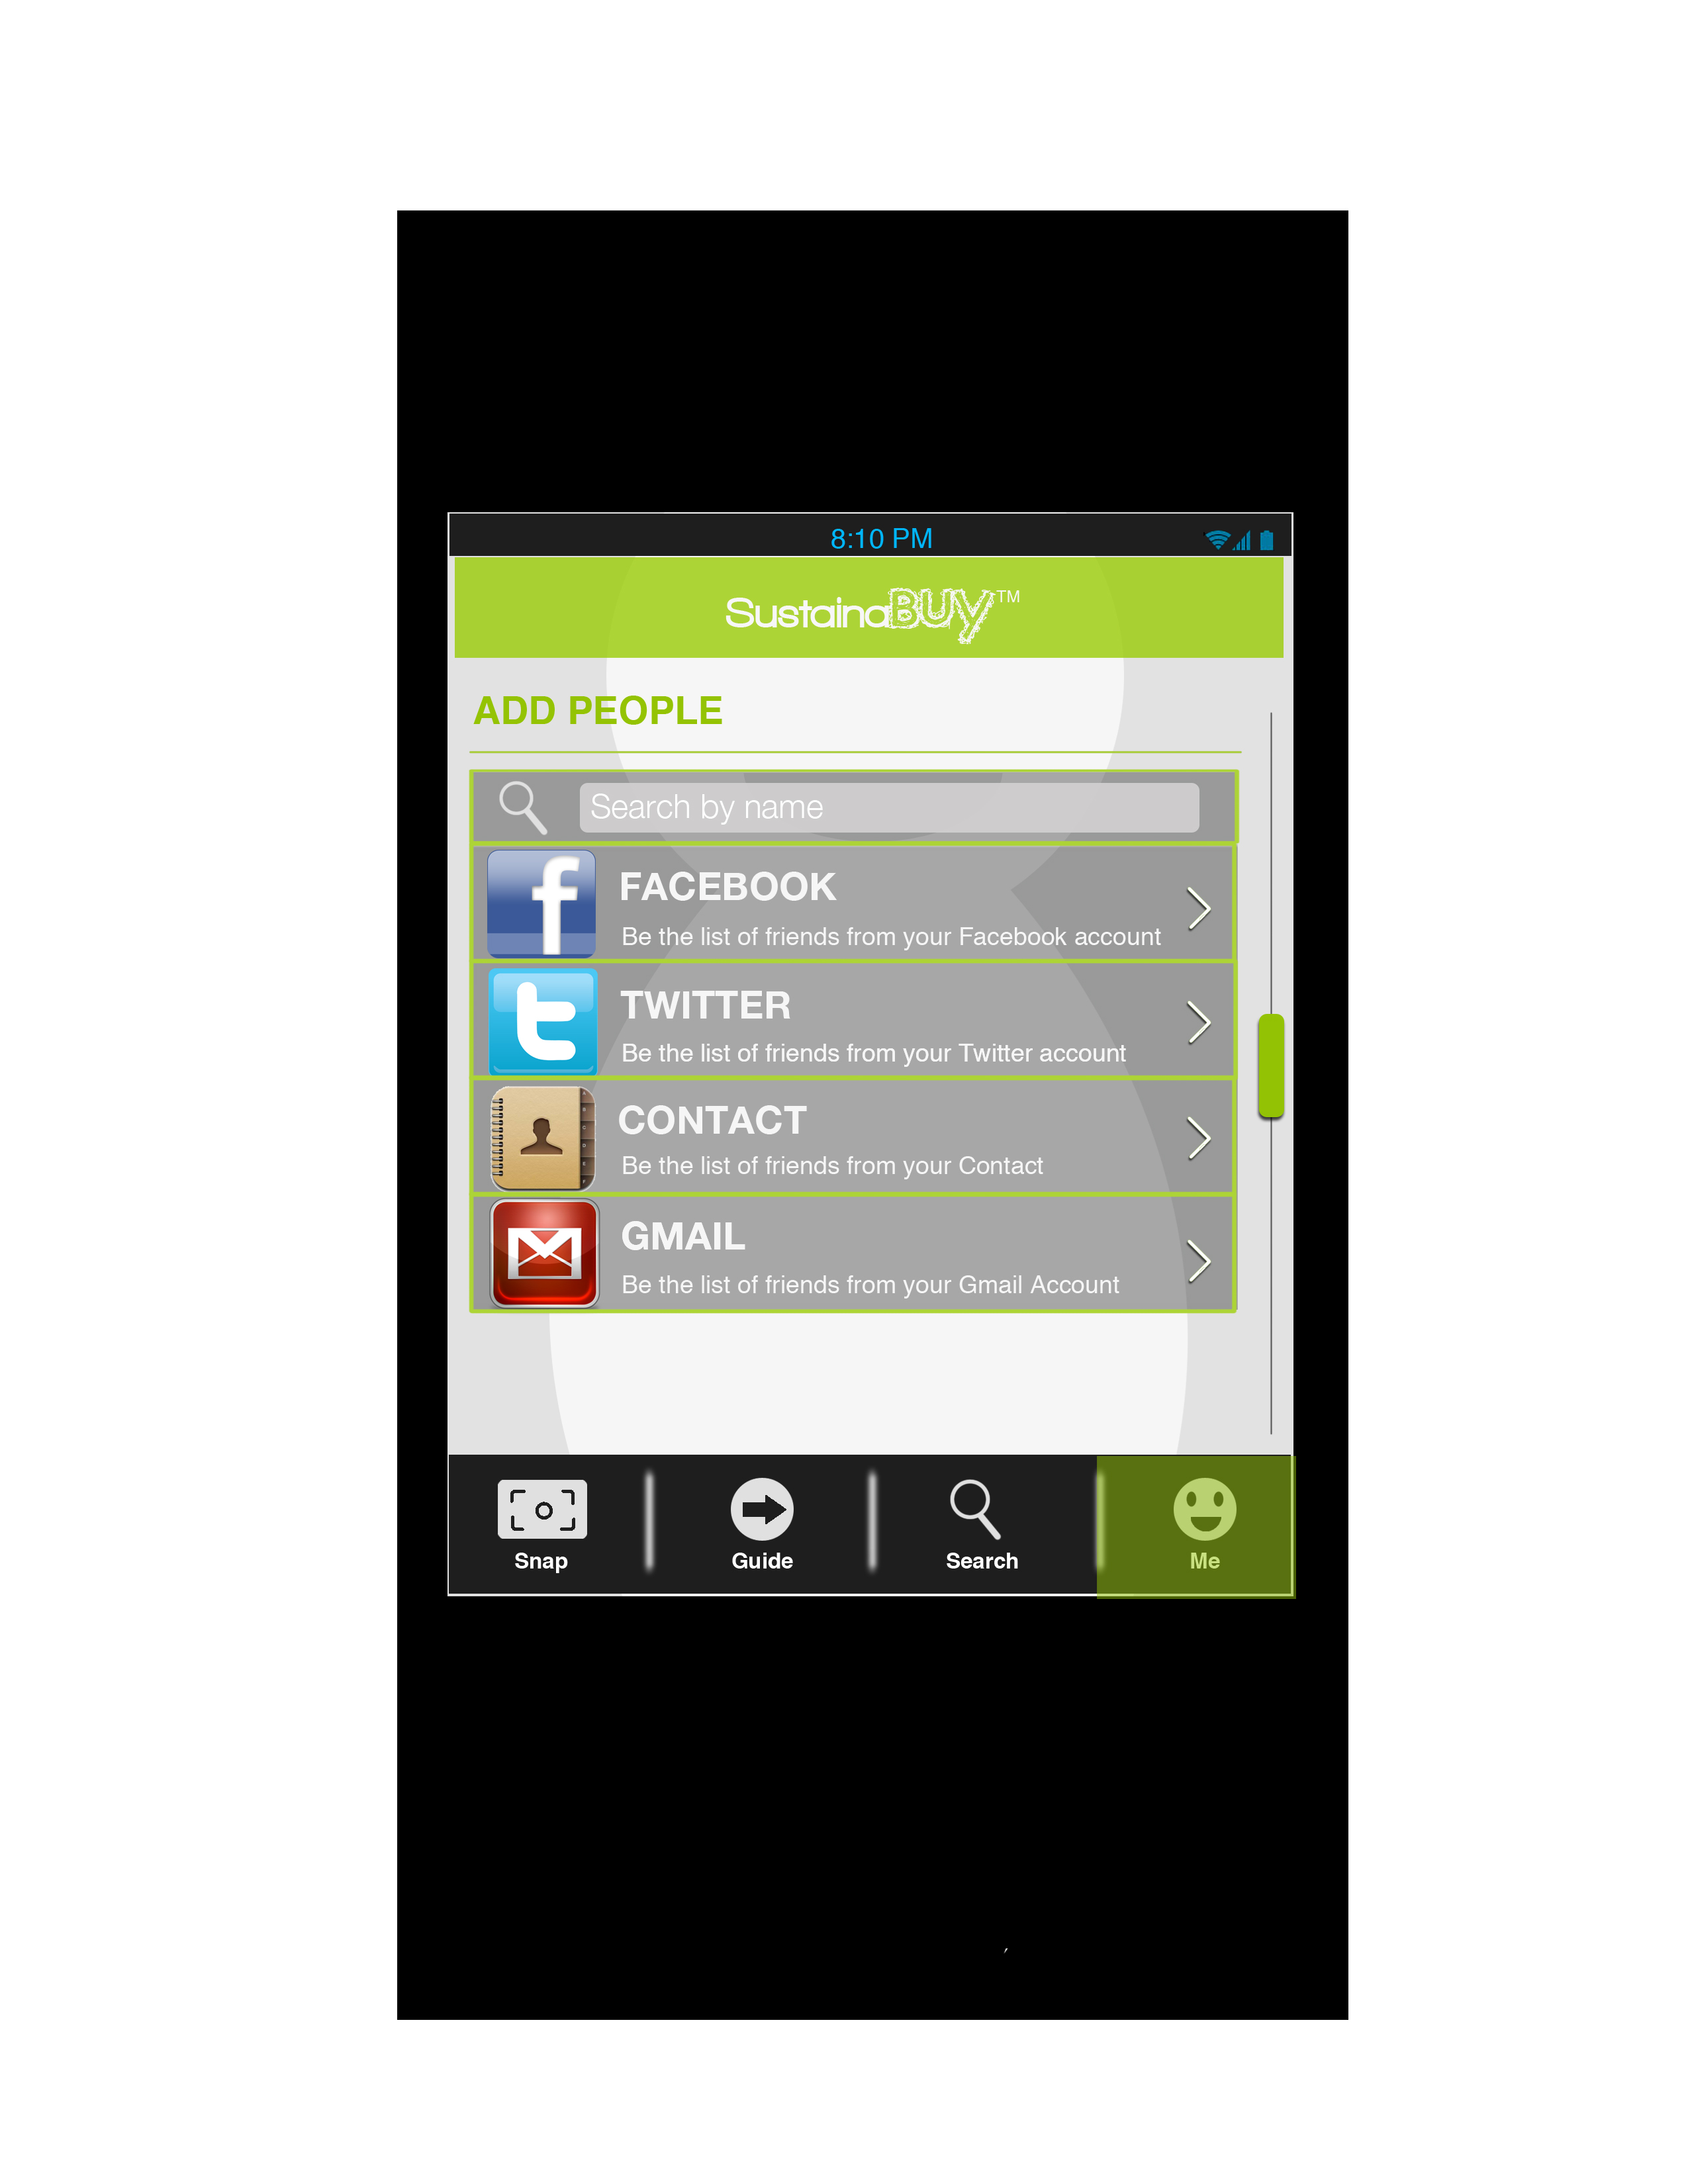 8:10 PM
SustainaBUY™
ADD PEOPLE
Search by name
FACEBOOK
Be the list of friends from your Facebook account
TWITTER
Be the list of friends from your Twitter account
CONTACT
Be the list of friends from your Contact
GMAIL
Be the list of friends from your Gmail Account
Snap Guide Search Me